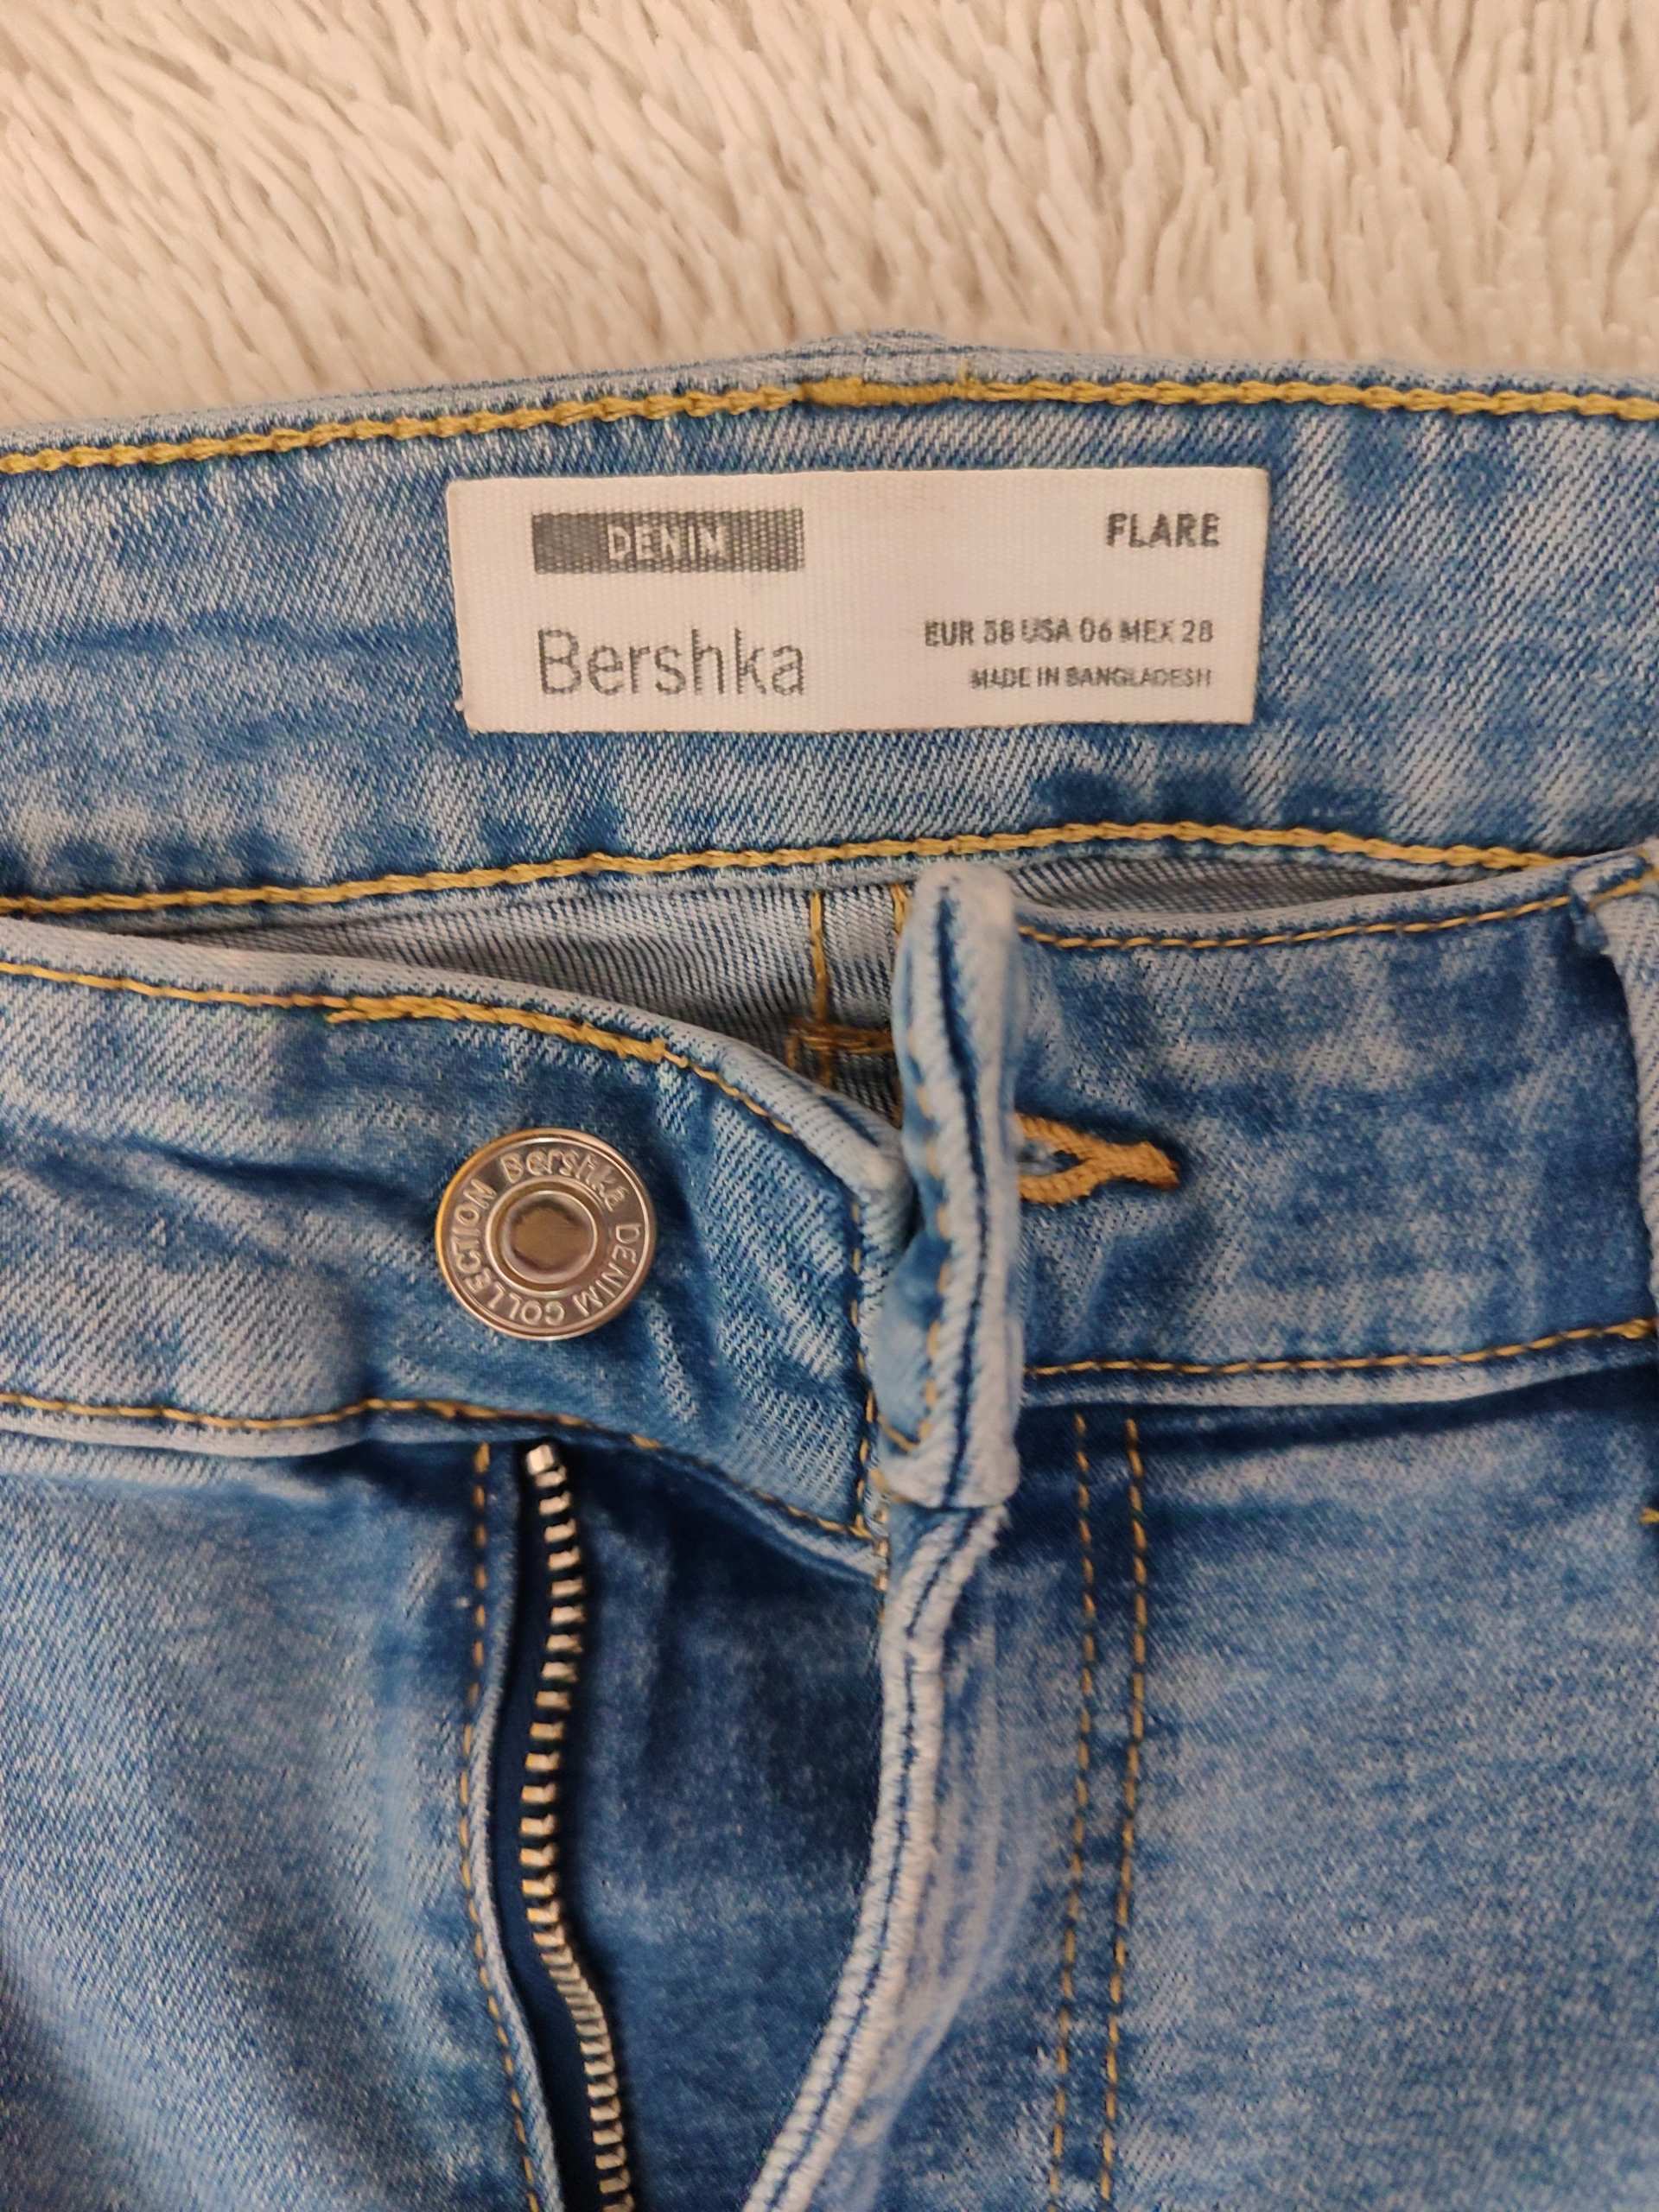 DENIM
FLARE
Bershka
EUR 38 USA 06 MEX 28
MADE IN BANGLADESH
Bershka DENIM COLLECTION